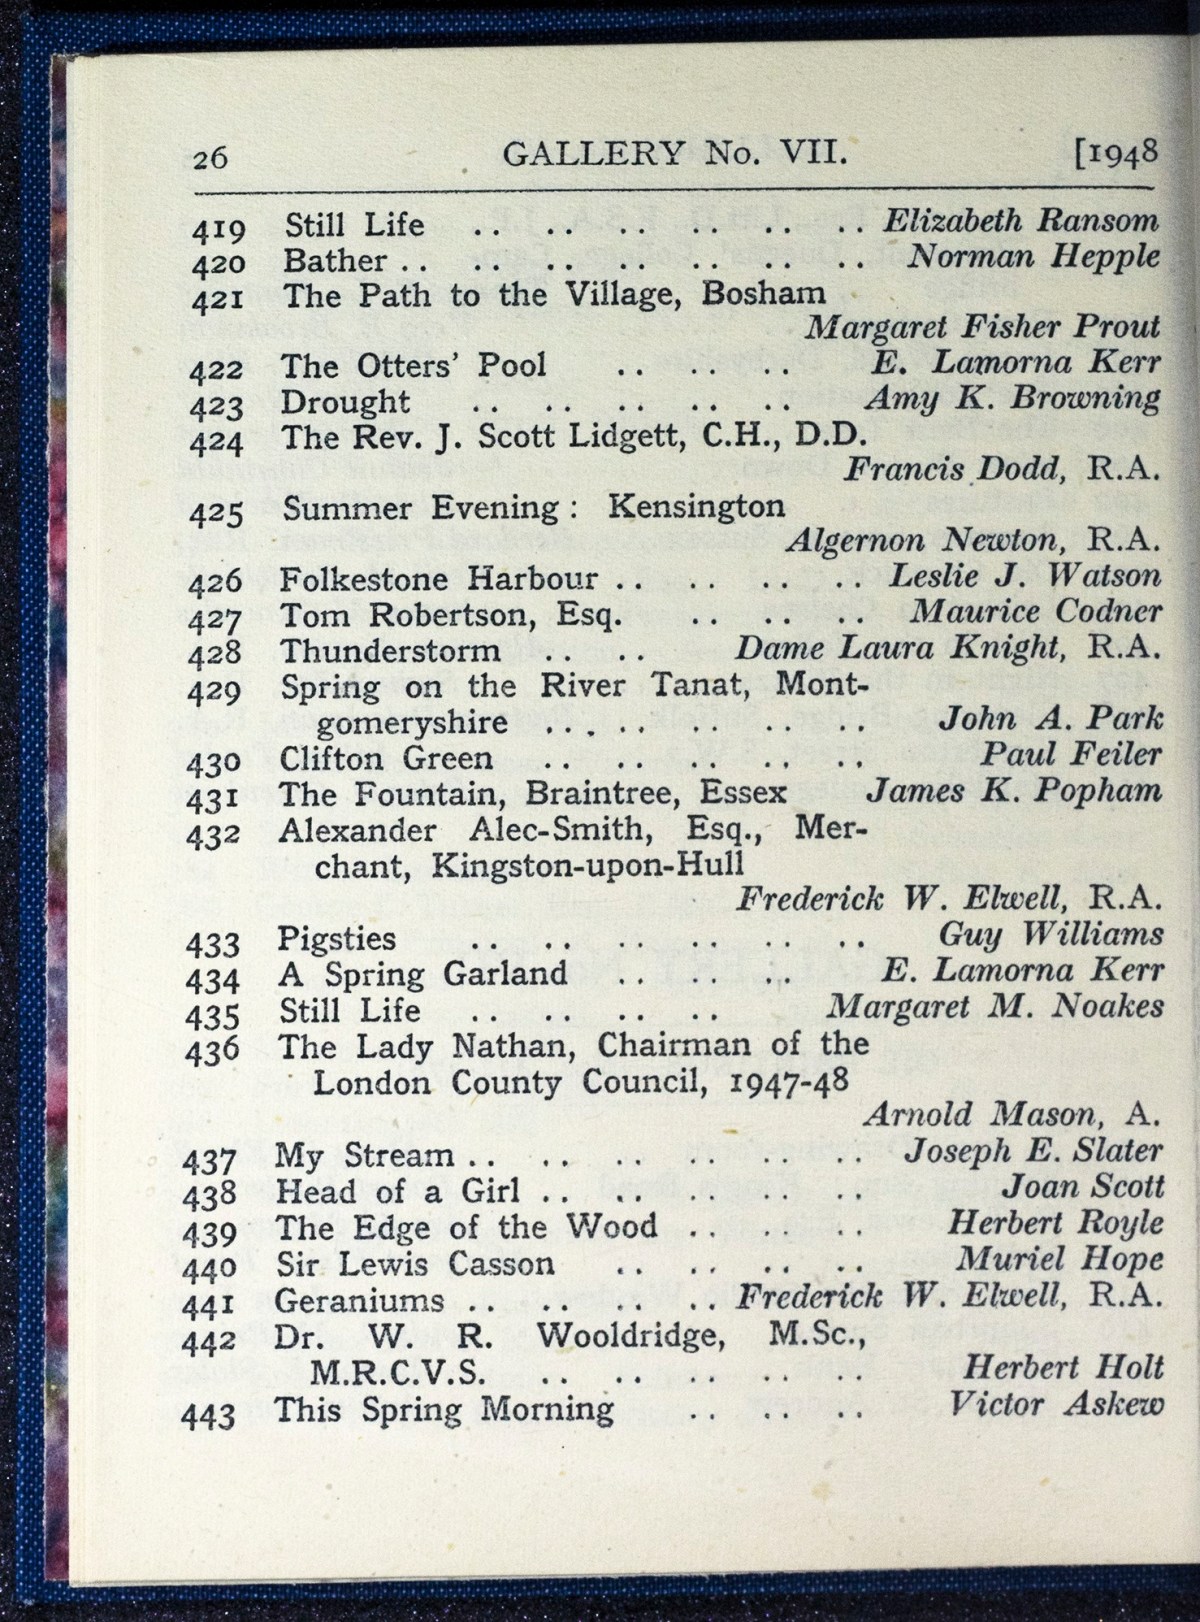 26 GALLERY No. VII. [1948
419 Still Life .. .. .. .. .. .. Elizabeth Ransom
420 Bather .. .. .. .. .. .. .. Norman Hepple
421 The Path to the Village, Bosham
Margaret Fisher Prout
422 The Otters' Pool .. .. .. E. Lamorna Kerr
423 Drought .. .. .. .. .. Amy K. Browning
424 The Rev. J. Scott Lidgett, C.H., D.D.
Francis Dodd, R.A.
425 Summer Evening : Kensington
Algernon Newton, R.A.
426 Folkestone Harbour .. .. .. .. Leslie J. Watson
427 Tom Robertson, Esq. .. .. .. Maurice Codner
428 Thunderstorm .. .. Dame Laura Knight, R.A.
429 Spring on the River Tanat, Mont-
gomeryshire .. .. .. .. .. John A. Park
430 Clifton Green .. .. .. .. .. Paul Feiler
431 The Fountain, Braintree, Essex James K. Popham
432 Alexander Alec-Smith, Esq., Mer-
chant, Kingston-upon-Hull
Frederick W. Elwell, R.A.
433 Pigsties .. .. .. .. .. .. Guy Williams
434 A Spring Garland .. .. .. E. Lamorna Kerr
435 Still Life .. .. .. .. Margaret M. Noakes
436 The Lady Nathan, Chairman of the
London County Council, 1947-48
Arnold Mason, A.
437 My Stream .. .. .. .. .. .. Joseph E. Slater
438 Head of a Girl .. .. .. .. .. Joan Scott
439 The Edge of the Wood .. .. .. Herbert Royle
440 Sir Lewis Casson .. .. .. .. Muriel Hope
441 Geraniums .. .. .. .. Frederick W. Elwell, R.A.
442 Dr. W. R. Wooldridge, M.Sc.,
M.R.C.V.S. .. .. .. .. .. Herbert Holt
443 This Spring Morning .. .. .. Victor Askew